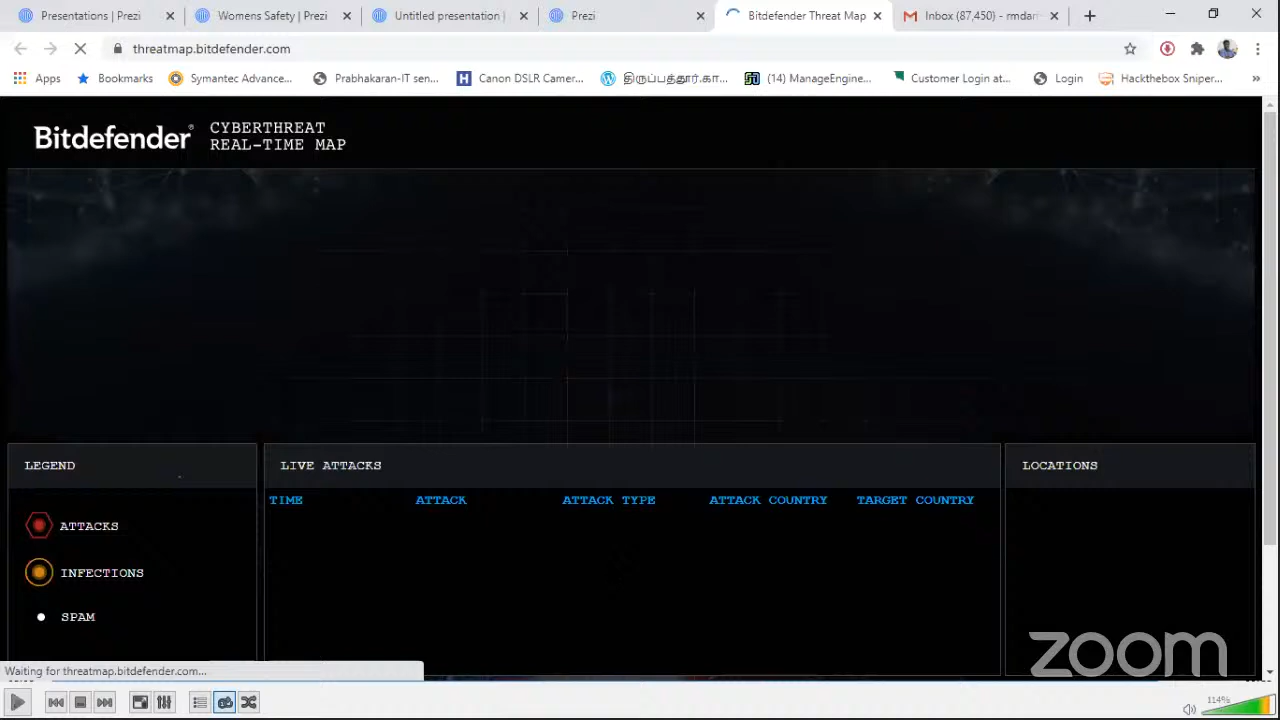 Presentations | Prezi
Womens Safety | Prezi
Untitled presentation |
Prezi
Bitdefender Threat Map
Inbox (87,450) - rmdar
threatmap.bitdefender.com
Apps
Bookmarks
Symantec Advance...
Prabhakaran-IT sen...
Canon DSLR Camer...
திருப்பத்தூர்.கா...
(14) ManageEngine...
Customer Login at...
Login
Hackthebox Sniper...
»
Bitdefender®
CYBERTHREAT
REAL-TIME MAP
LEGEND
LIVE ATTACKS
LOCATIONS
TIME ATTACK ATTACK TYPE ATTACK COUNTRY TARGET COUNTRY
ATTACKS
INFECTIONS
SPAM
zoom
Waiting for threatmap.bitdefender.com...
114%